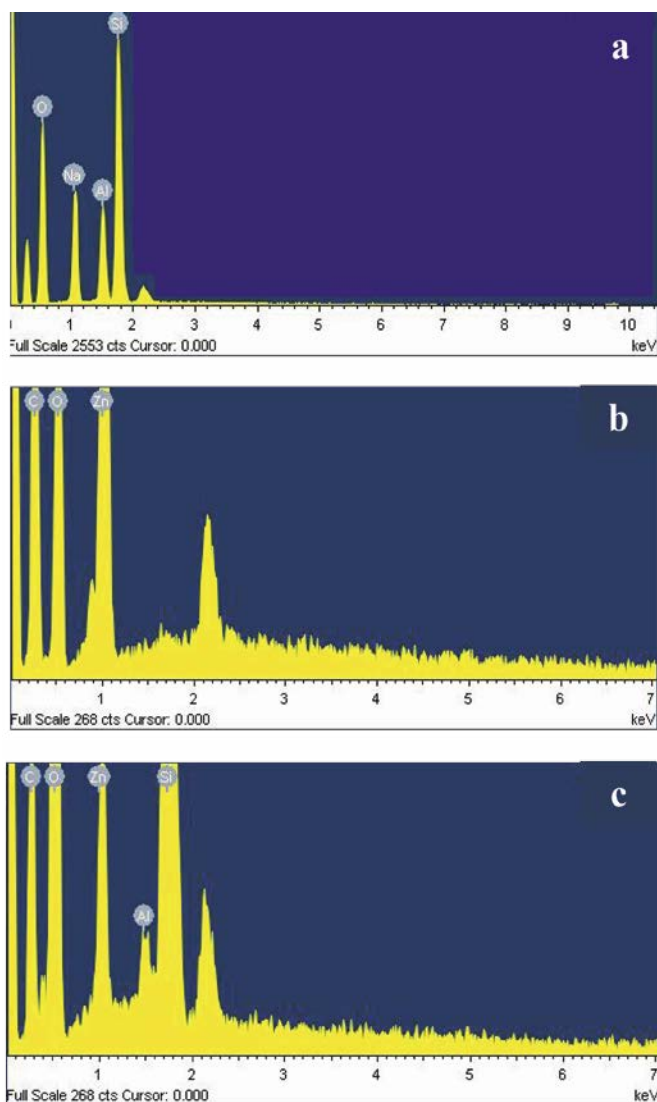 Si
a
O
Na
Al
1 2 3 4 5 6 7 8 9 10
Full Scale 2553 cts Cursor: 0.000 keV
C O Zn
b
1 2 3 4 5 6 7
Full Scale 268 cts Cursor: 0.000 keV
C O Zn Si
c
Al
1 2 3 4 5 6 7
Full Scale 268 cts Cursor: 0.000 keV